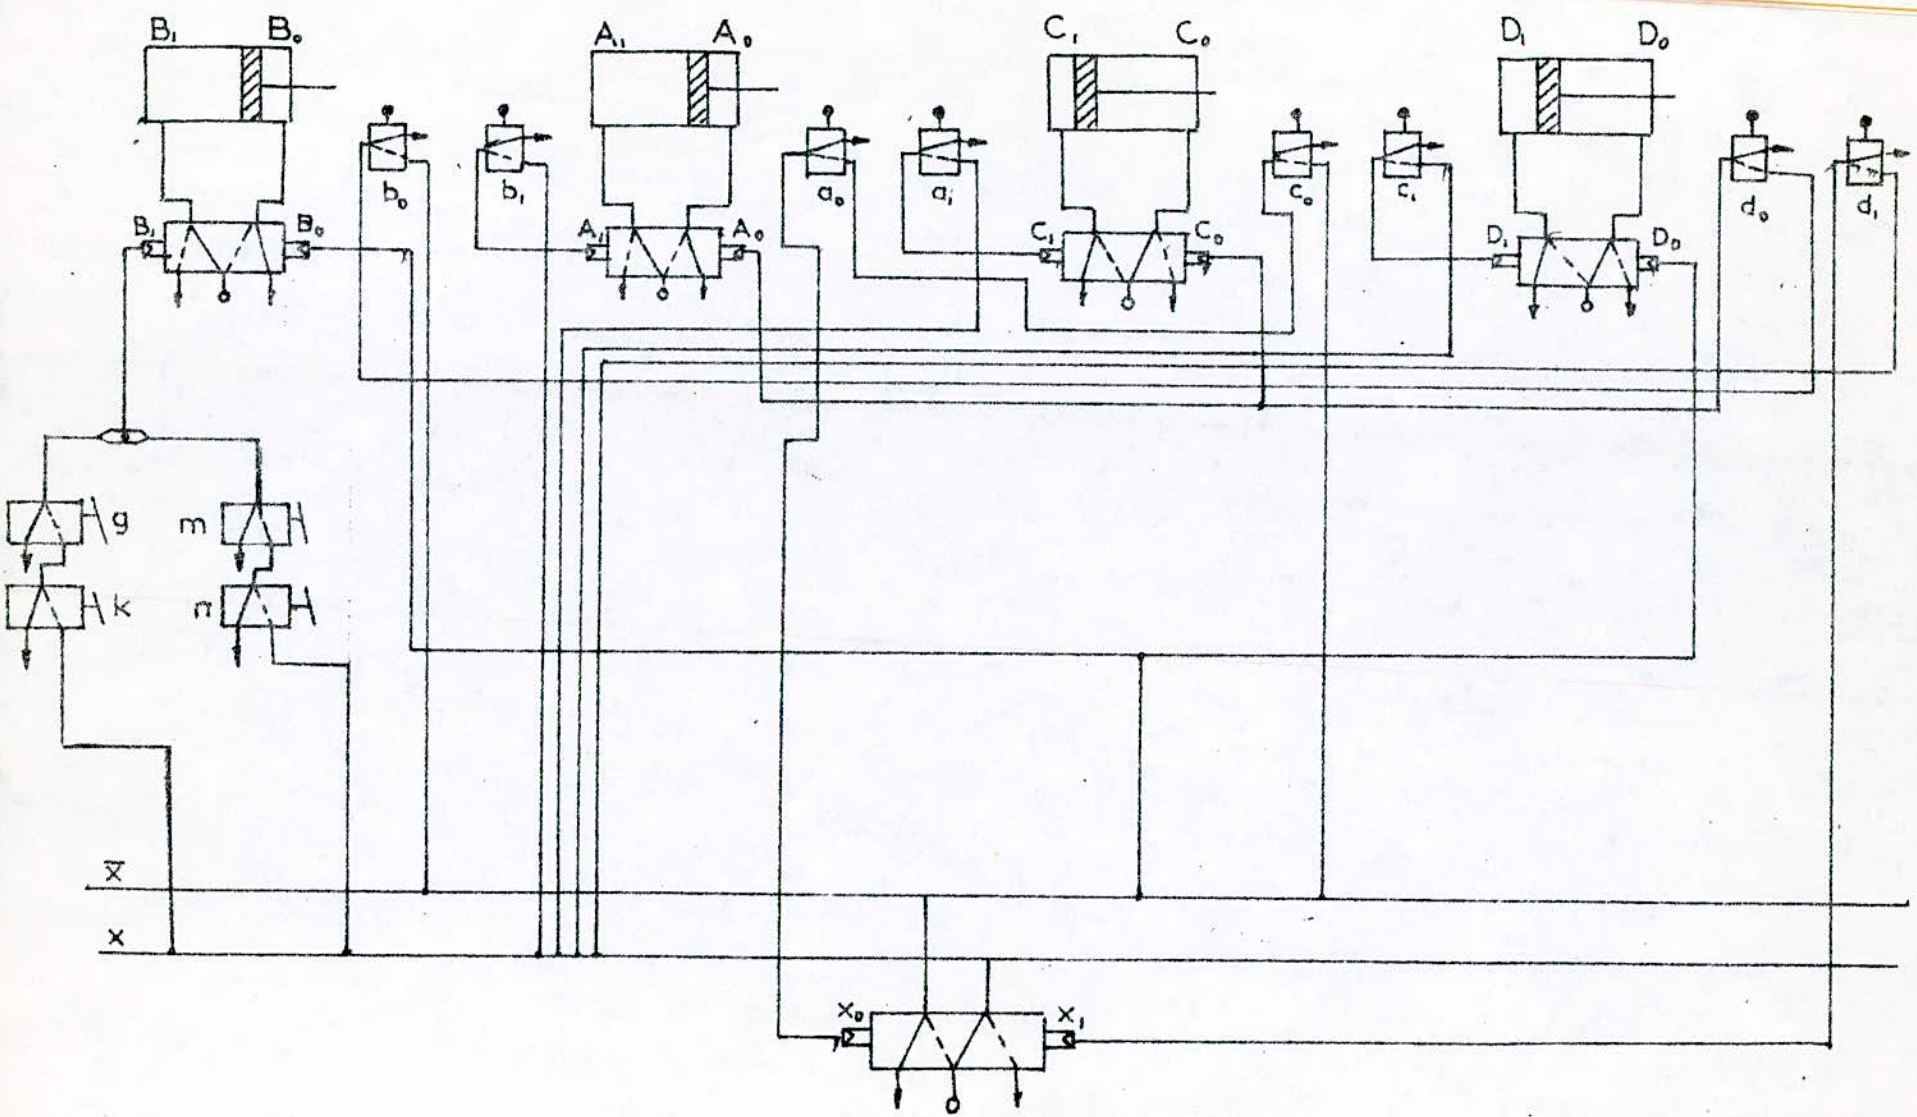 B₁ B₀ A₁ A₀ C₁ C₀ D₁ D₀
b₀ b₁ a₀ a₁ c₀ c₁ d₀ d₁
B₁ B₀ A₁ A₀ C₁ C₀ D₁ D₀
g m
k n
x̅
x
x₀ x₁